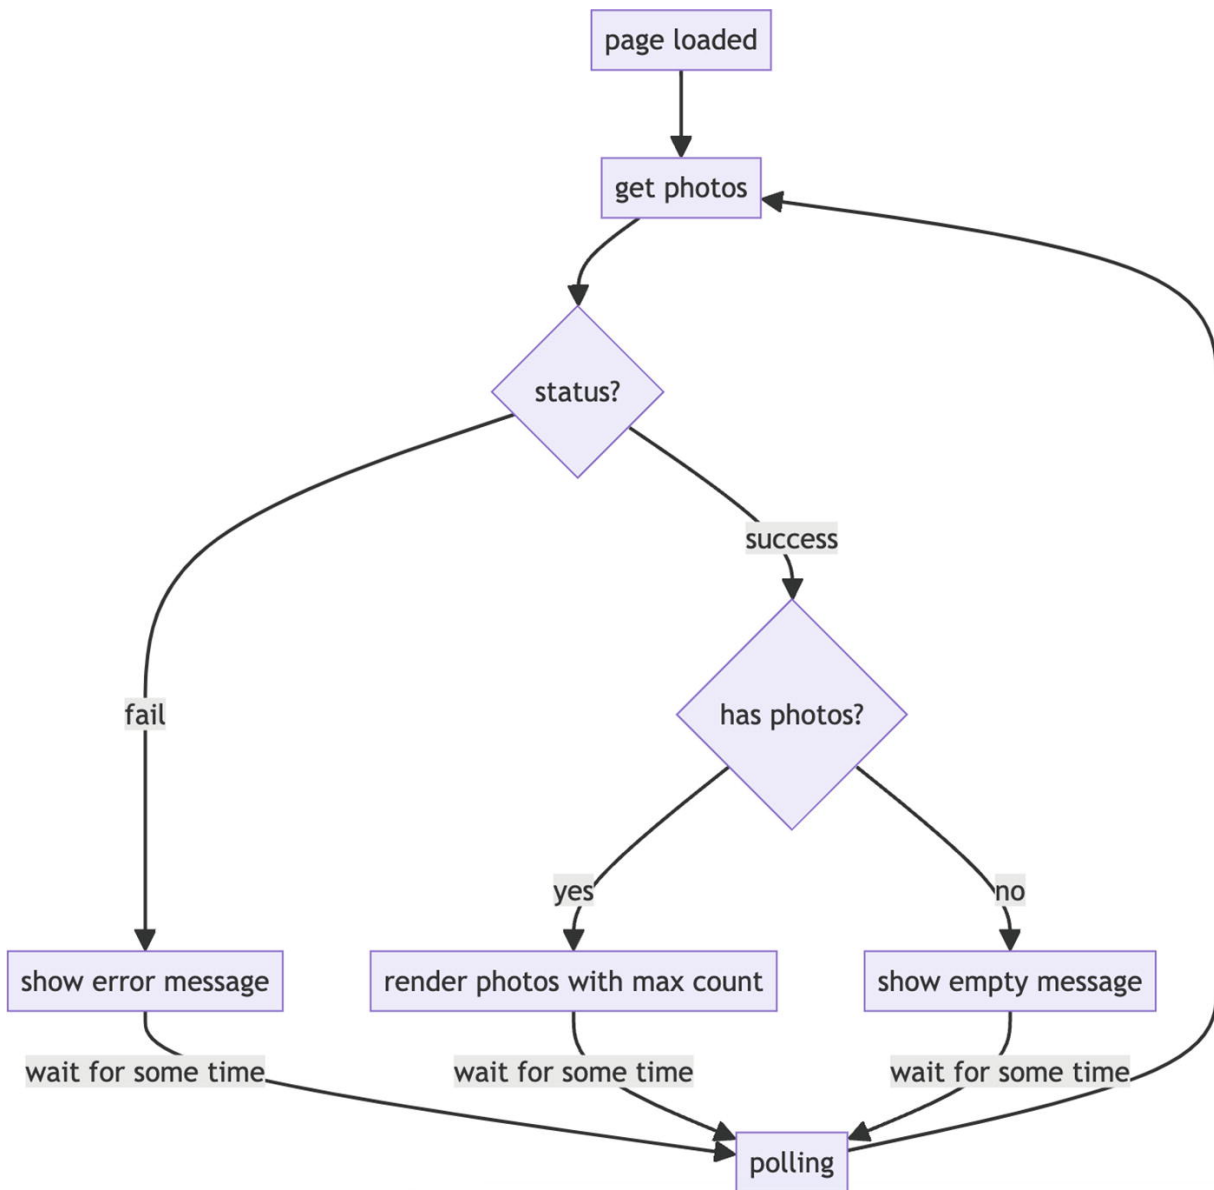 page loaded
get photos
status?
success
fail
has photos?
yes
no
show error message
render photos with max count
show empty message
wait for some time
wait for some time
wait for some time
polling